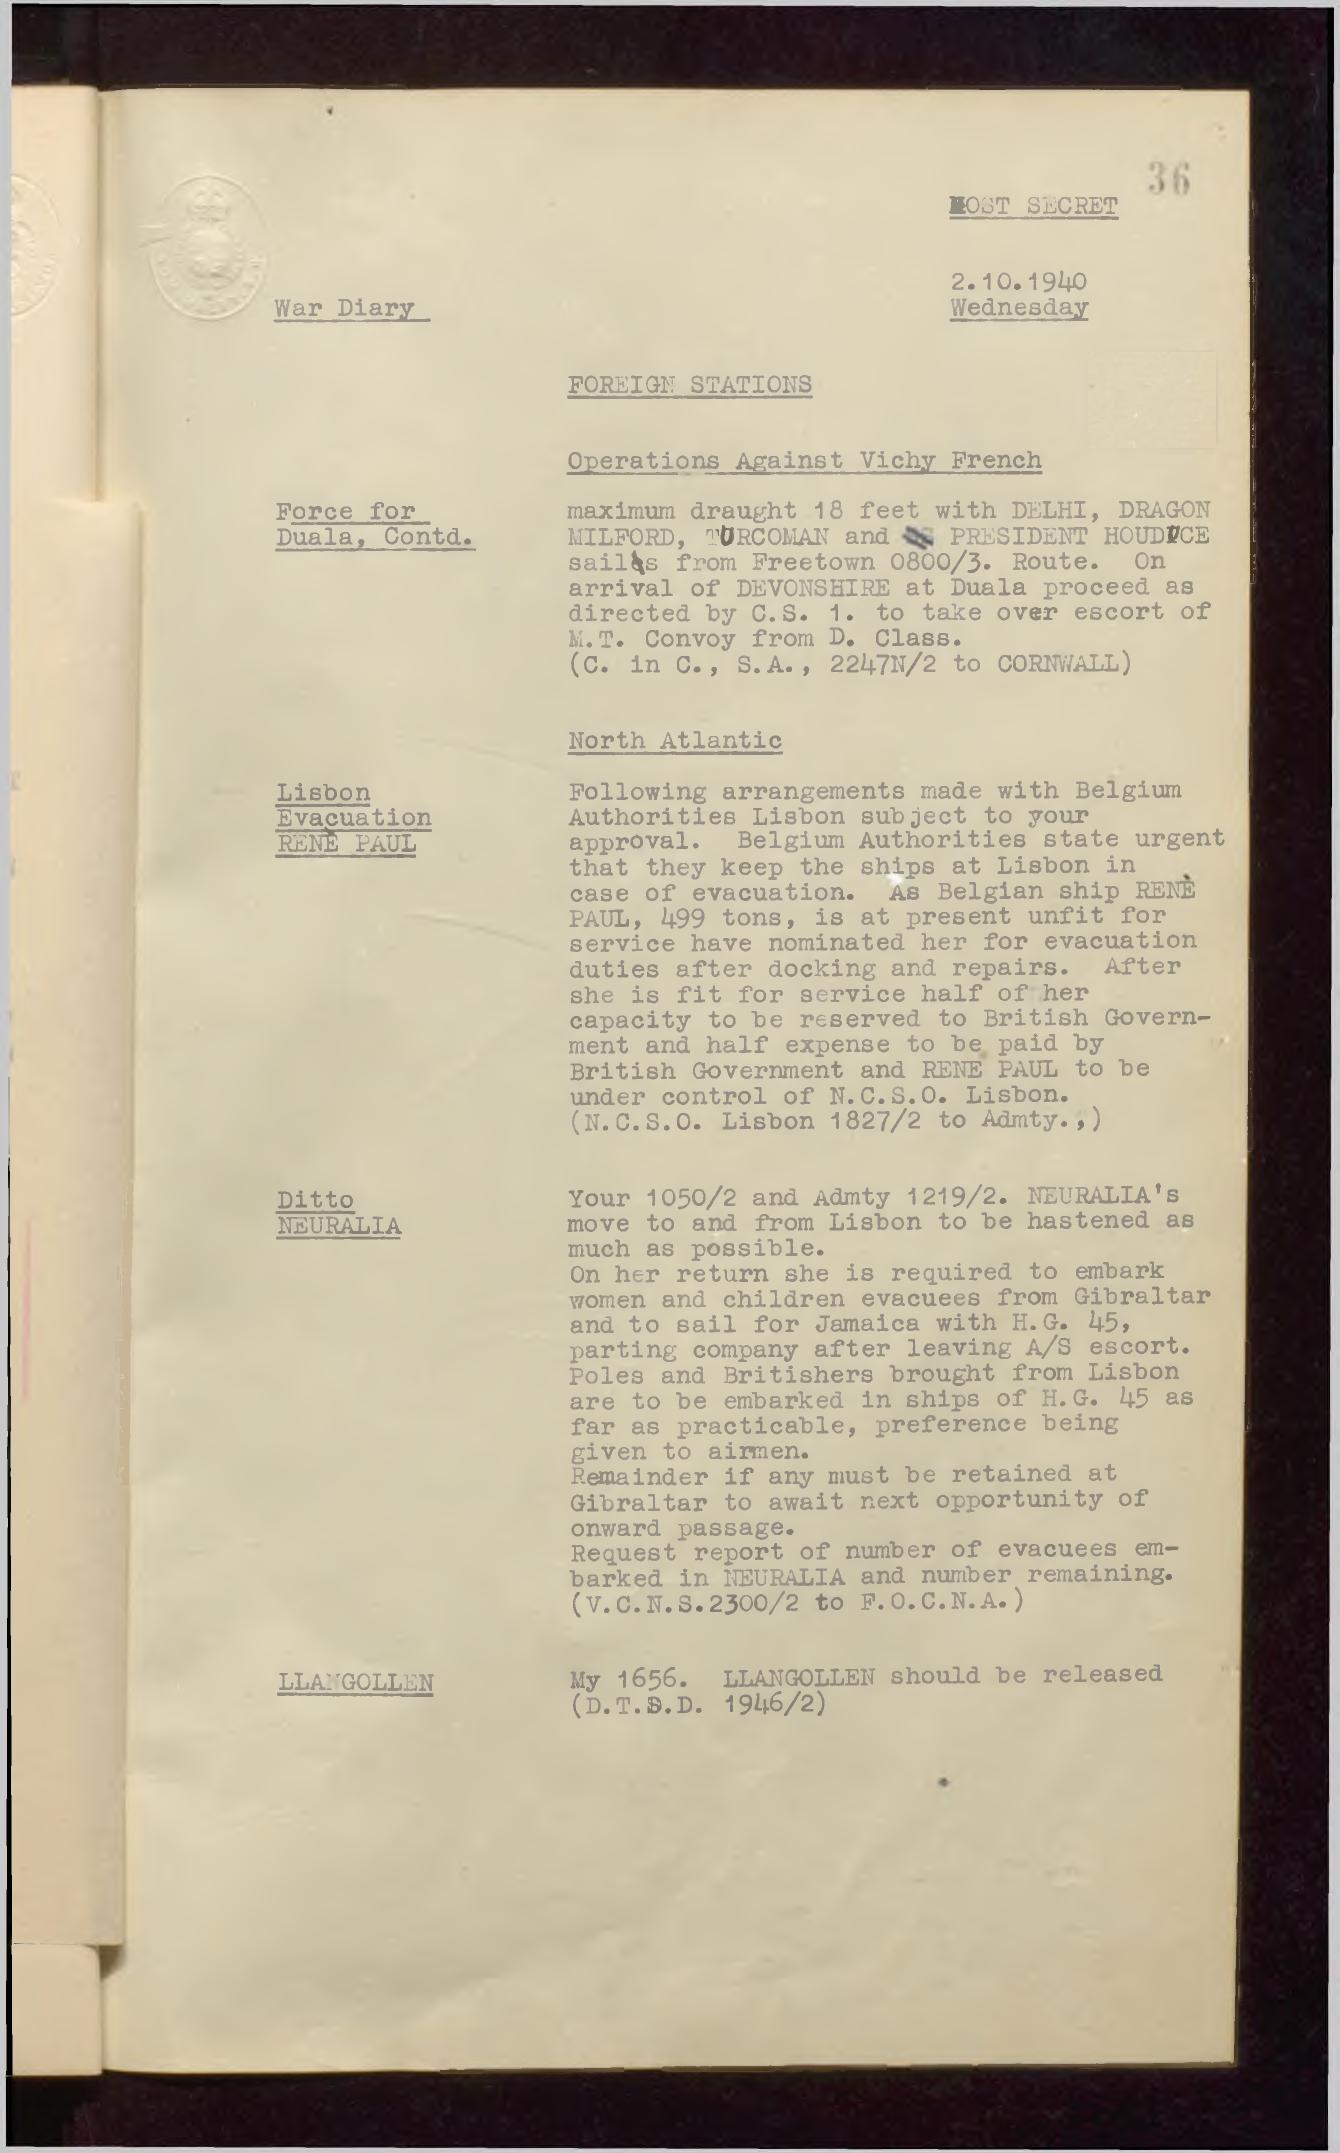 36
MOST SECRET
2.10.1940
War Diary
Wednesday
FOREIGN STATIONS
Operations Against Vichy French
Force for
Duala, Contd.
maximum draught 18 feet with DELHI, DRAGON
MILFORD, TURCOMAN and PRESIDENT HOUDUCE
sails from Freetown 0800/3. Route. On
arrival of DEVONSHIRE at Duala proceed as
directed by C.S. 1. to take over escort of
M.T. Convoy from D. Class.
(C. in C., S.A., 2247N/2 to CORNWALL)
North Atlantic
Lisbon
Evacuation
RENÈ PAUL
Following arrangements made with Belgium
Authorities Lisbon subject to your
approval. Belgium Authorities state urgent
that they keep the ships at Lisbon in
case of evacuation. As Belgian ship RENÈ
PAUL, 499 tons, is at present unfit for
service have nominated her for evacuation
duties after docking and repairs. After
she is fit for service half of her
capacity to be reserved to British Govern-
ment and half expense to be paid by
British Government and RENE PAUL to be
under control of N.C.S.O. Lisbon.
(N.C.S.O. Lisbon 1827/2 to Admty.,)
Ditto
NEURALIA
Your 1050/2 and Admty 1219/2. NEURALIA's
move to and from Lisbon to be hastened as
much as possible.
On her return she is required to embark
women and children evacuees from Gibraltar
and to sail for Jamaica with H.G. 45,
parting company after leaving A/S escort.
Poles and Britishers brought from Lisbon
are to be embarked in ships of H.G. 45 as
far as practicable, preference being
given to airmen.
Remainder if any must be retained at
Gibraltar to await next opportunity of
onward passage.
Request report of number of evacuees em-
barked in NEURALIA and number remaining.
(V.C.N.S.2300/2 to F.O.C.N.A.)
LLANGOLLEN
My 1656. LLANGOLLEN should be released
(D.T.S.D. 1946/2)